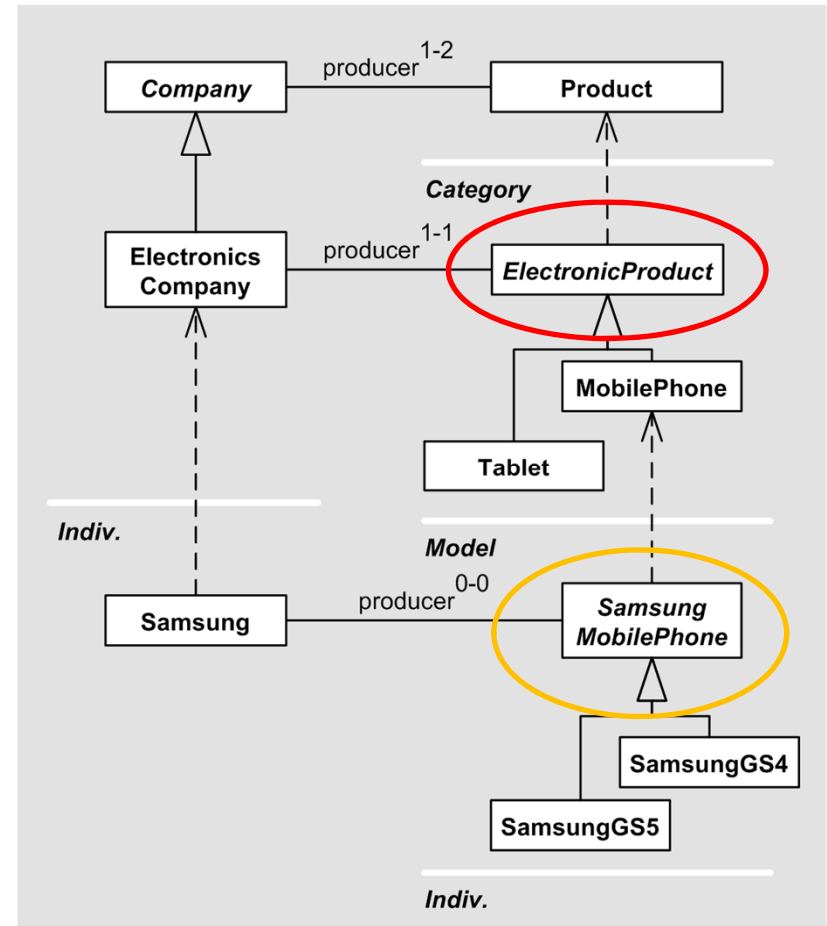 Company
producer 1-2
Product
Category
Electronics
Company
producer 1-1
ElectronicProduct
MobilePhone
Tablet
Indiv.
Model
Samsung
producer 0-0
Samsung
MobilePhone
SamsungGS4
SamsungGS5
Indiv.